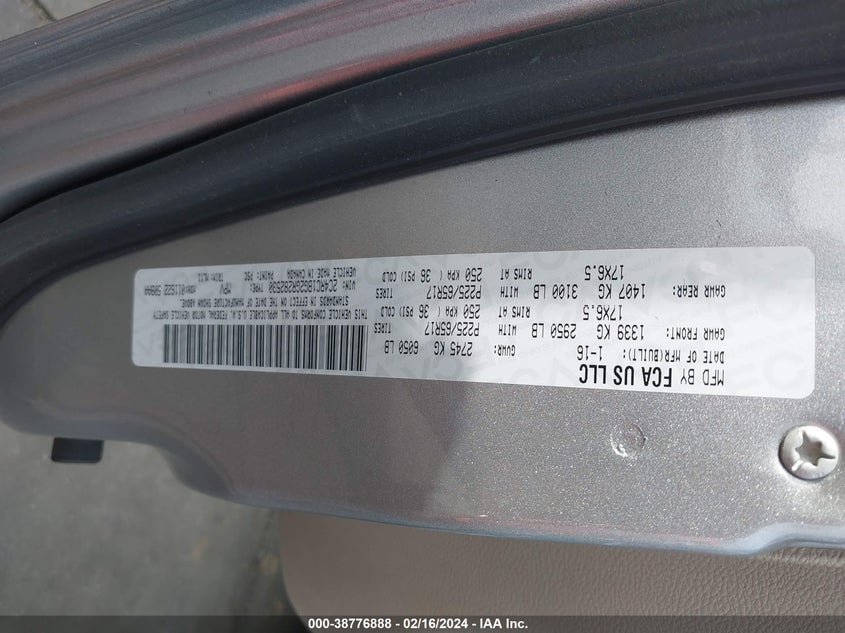 MFD BY FCA US LLC
DATE OF MFR(BUILT): 1-16 GVWR: 2745 KG 6050 LB
GAWR FRONT: 1339 KG 2950 LB WITH P225/65R17 TIRES
17X6.5 RIMS AT 250 KPA( 36 PSI) COLD
GAWR REAR: 1407 KG 3100 LB WITH P225/65R17 TIRES
17X6.5 RIMS AT 250 KPA( 36 PSI) COLD
THIS VEHICLE CONFORMS TO ALL APPLICABLE U.S.A. FEDERAL MOTOR VEHICLE SAFETY
STANDARDS IN EFFECT ON THE DATE OF MANUFACTURE SHOWN ABOVE.
VIN: TYPE: MPV
VEHICLE MADE IN CANADA PAINT: PSC TRIM:
000-38776888 - 02/16/2024 - IAA Inc.